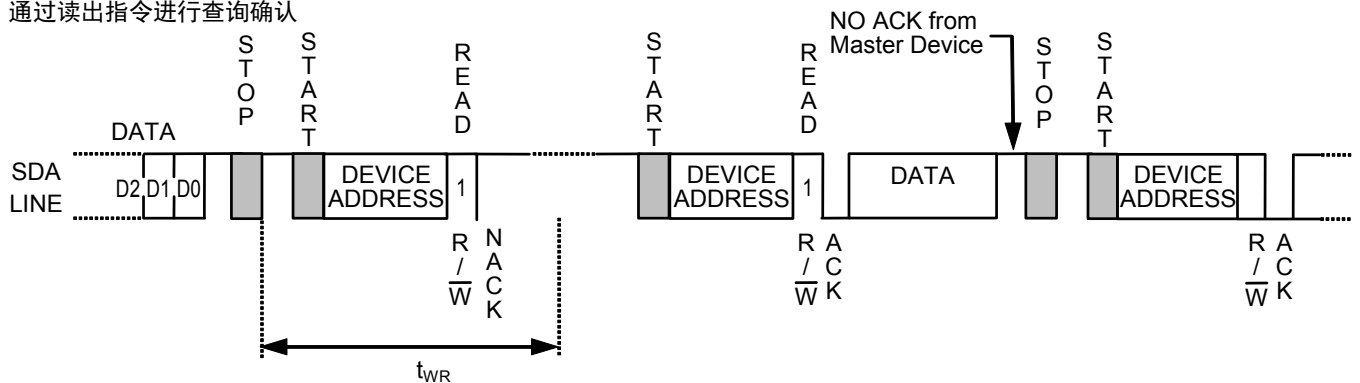 通过读出指令进行查询确认
NO ACK from
Master Device
STOP
START
READ
START
READ
STOP
START
DATA
SDA
LINE
D2 D1 D0
DEVICE
ADDRESS
1
DEVICE
ADDRESS
1
DATA
DEVICE
ADDRESS
R/W
NACK
R/W
ACK
R/W
ACK
tWR